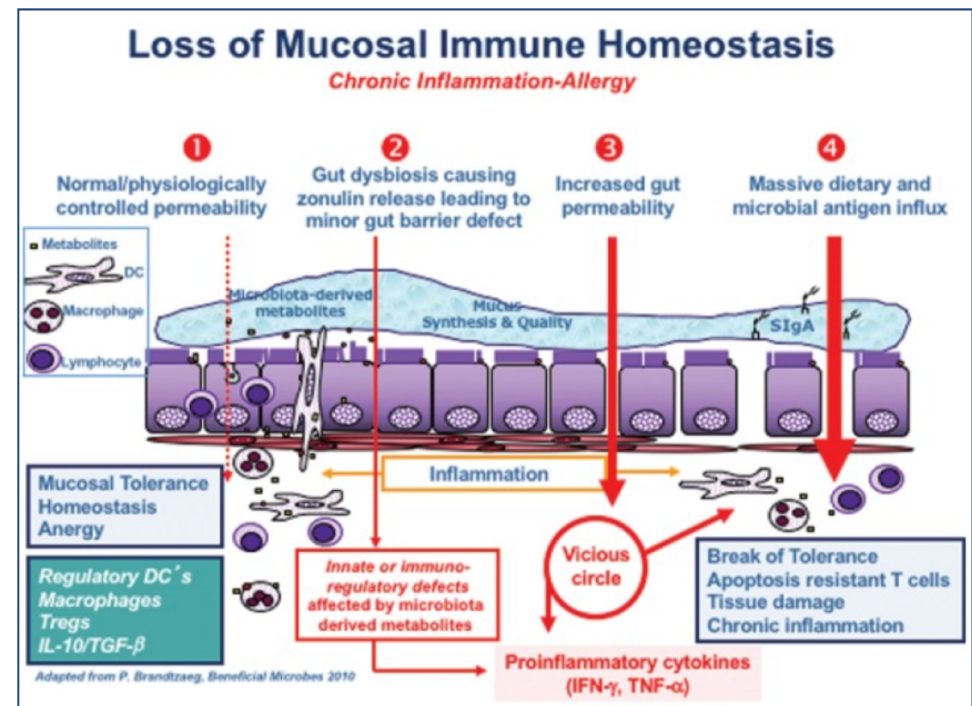 Loss of Mucosal Immune Homeostasis
Chronic Inflammation-Allergy
1
Normal/physiologically
controlled permeability
2
Gut dysbiosis causing
zonulin release leading to
minor gut barrier defect
3
Increased gut
permeability
4
Massive dietary and
microbial antigen influx
Metabolites
DC
Macrophage
Lymphocyte
Microbiota-derived
metabolites
Mucus
Synthesis & Quality
SIgA
Inflammation
Mucosal Tolerance
Homeostasis
Anergy
Regulatory DC´s
Macrophages
Tregs
IL-10/TGF-β
Innate or immuno-
regulatory defects
affected by microbiota
derived metabolites
Vicious
circle
Proinflammatory cytokines
(IFN-γ, TNF-α)
Break of Tolerance
Apoptosis resistant T cells
Tissue damage
Chronic inflammation
Adapted from P. Brandtzaeg, Beneficial Microbes 2010